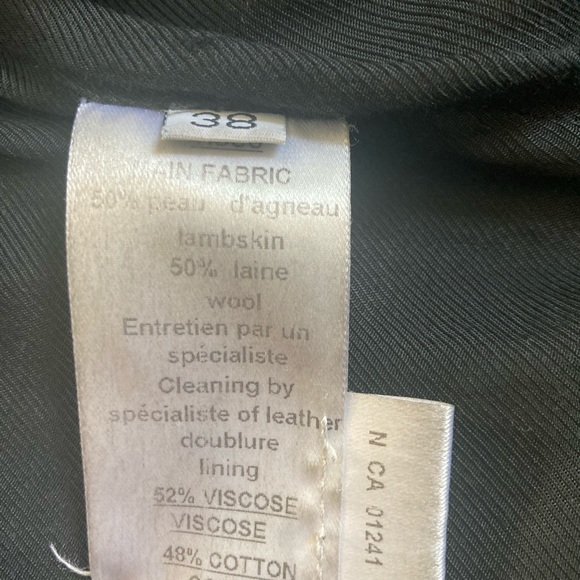 38
MAIN FABRIC
50% peau d'agneau
lambskin
50% laine
wool
Entretien par un
spécialiste
Cleaning by
spécialiste of leather
doublure
lining
52% VISCOSE
VISCOSE
48% COTTON
N CA 01241